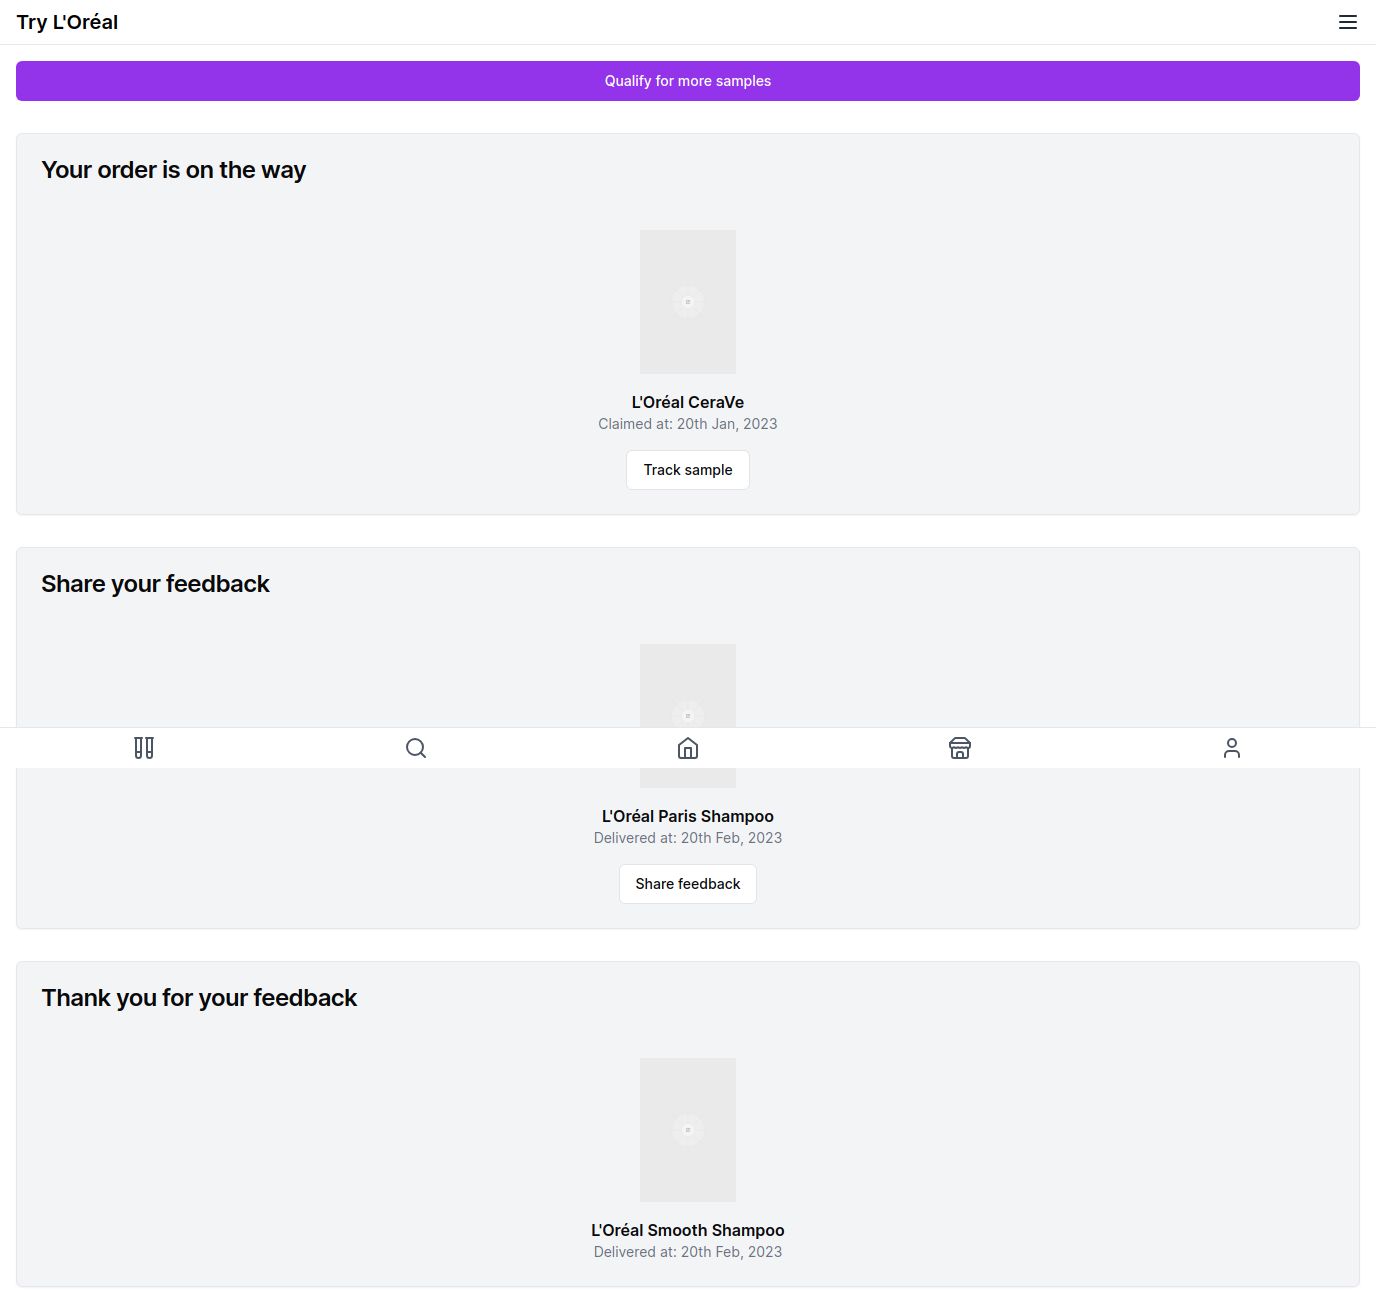 Try L'Oréal
Qualify for more samples
Your order is on the way
L'Oréal CeraVe
Claimed at: 20th Jan, 2023
Track sample
Share your feedback
L'Oréal Paris Shampoo
Delivered at: 20th Feb, 2023
Share feedback
Thank you for your feedback
L'Oréal Smooth Shampoo
Delivered at: 20th Feb, 2023